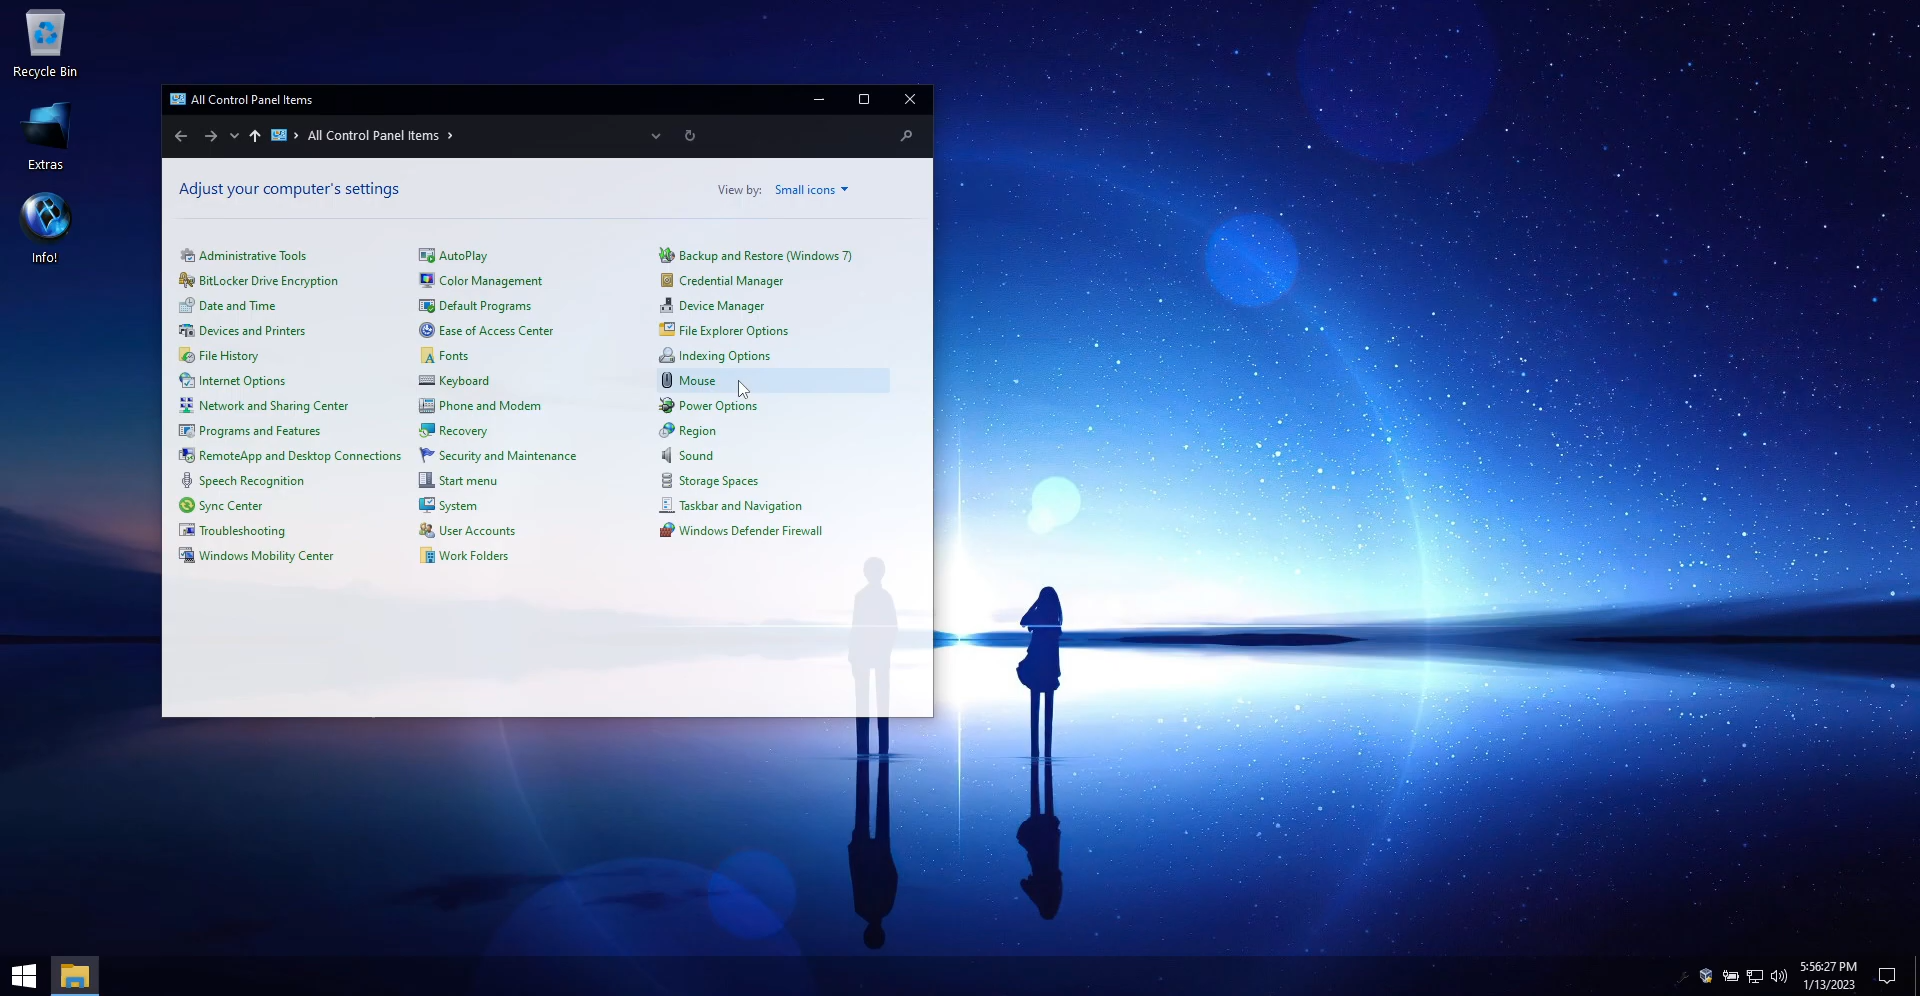 Recycle Bin
Extras
Info!
All Control Panel Items
All Control Panel Items
Adjust your computer's settings
View by: Small icons
Administrative Tools
AutoPlay
Backup and Restore (Windows 7)
BitLocker Drive Encryption
Color Management
Credential Manager
Date and Time
Default Programs
Device Manager
Devices and Printers
Ease of Access Center
File Explorer Options
File History
Fonts
Indexing Options
Internet Options
Keyboard
Mouse
Network and Sharing Center
Phone and Modem
Power Options
Programs and Features
Recovery
Region
RemoteApp and Desktop Connections
Security and Maintenance
Sound
Speech Recognition
Start menu
Storage Spaces
Sync Center
System
Taskbar and Navigation
Troubleshooting
User Accounts
Windows Defender Firewall
Windows Mobility Center
Work Folders
5:56:27 PM
1/13/2023